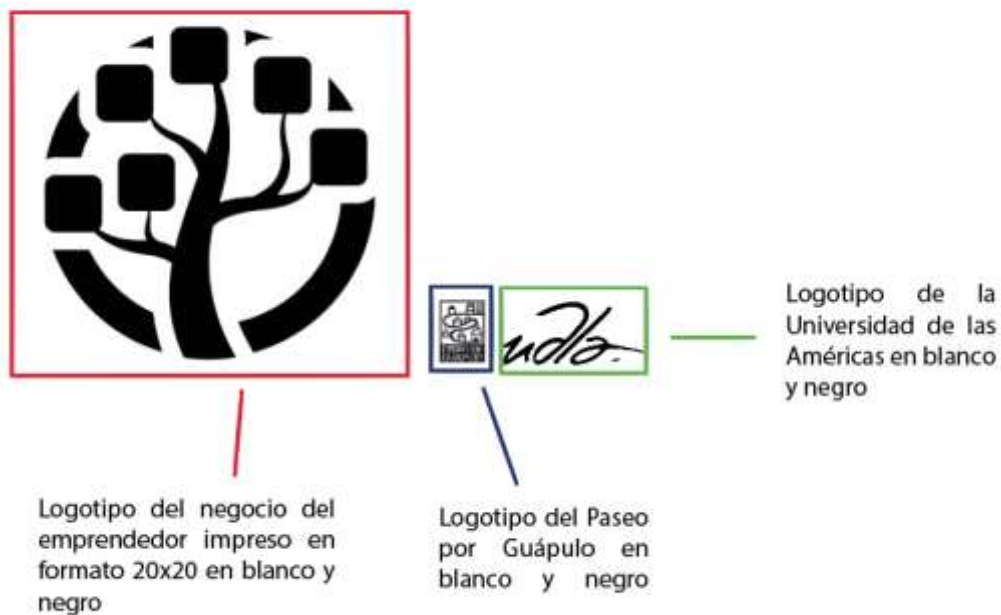 udla.
Logotipo de la
Universidad de las
Américas en blanco
y negro
Logotipo del negocio del
emprendedor impreso en
formato 20x20 en blanco y
negro
Logotipo del Paseo
por Guápulo en
blanco y negro